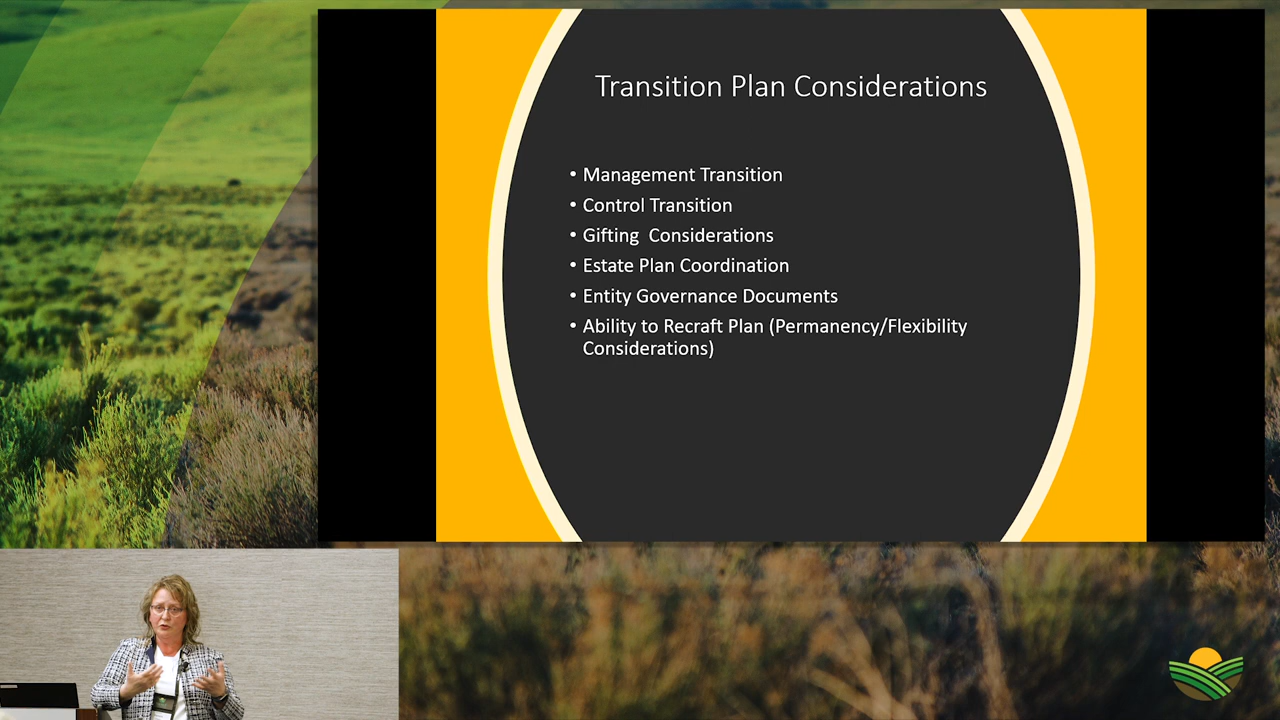 Transition Plan Considerations
• Management Transition
• Control Transition
• Gifting  Considerations
• Estate Plan Coordination
• Entity Governance Documents
• Ability to Recraft Plan (Permanency/Flexibility
Considerations)